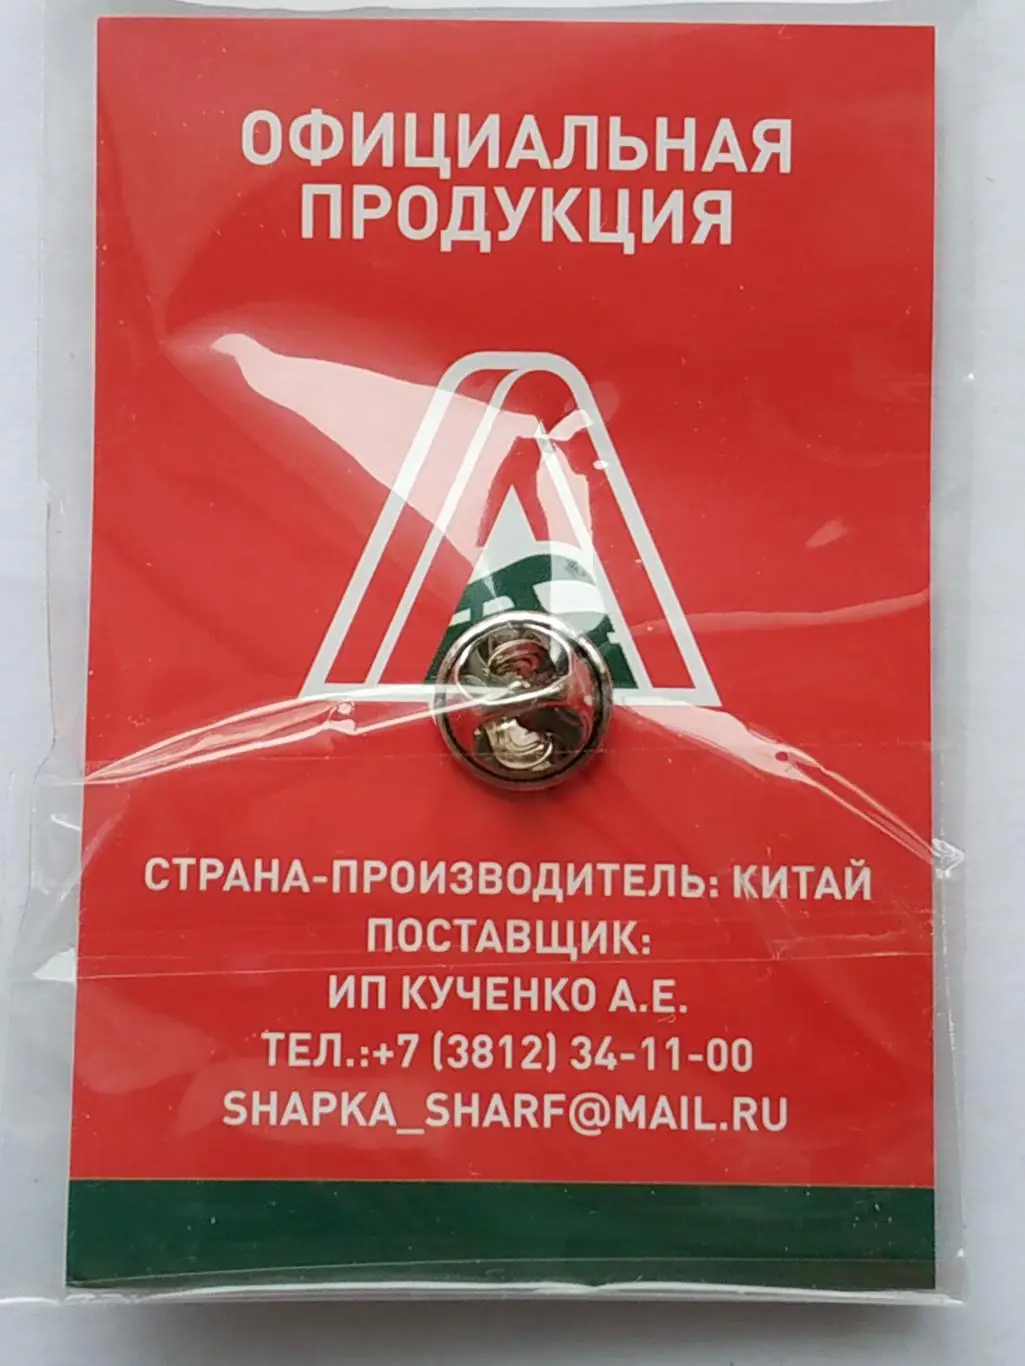 ОФИЦИАЛЬНАЯ
ПРОДУКЦИЯ
СТРАНА-ПРОИЗВОДИТЕЛЬ: КИТАЙ
ПОСТАВЩИК:
ИП КУЧЕНКО А.Е.
ТЕЛ.:+7 (3812) 34-11-00
SHAPKA_SHARF@MAIL.RU